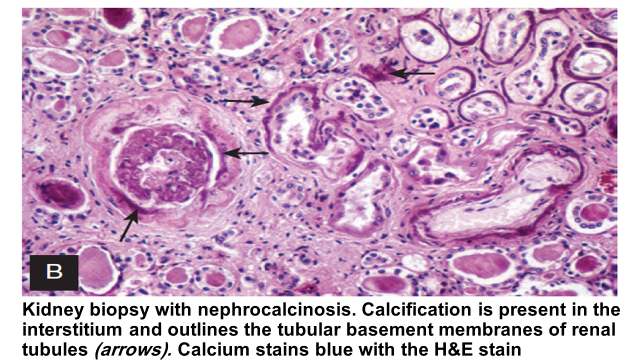 B
Kidney biopsy with nephrocalcinosis. Calcification is present in the
interstitium and outlines the tubular basement membranes of renal
tubules (arrows). Calcium stains blue with the H&E stain